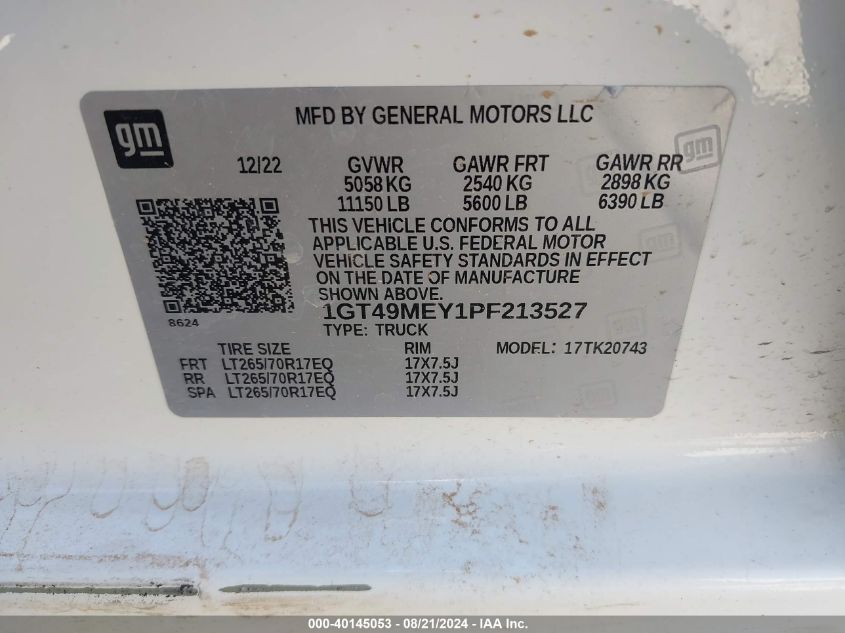 gm
MFD BY GENERAL MOTORS LLC
12/22 GVWR GAWR FRT GAWR RR
5058 KG 2540 KG 2898 KG
11150 LB 5600 LB 6390 LB
THIS VEHICLE CONFORMS TO ALL
APPLICABLE U.S. FEDERAL MOTOR
VEHICLE SAFETY STANDARDS IN EFFECT
ON THE DATE OF MANUFACTURE
SHOWN ABOVE.
1GT49MEY1PF213527
8624
TYPE: TRUCK
TIRE SIZE RIM MODEL: 17TK20743
FRT LT265/70R17EQ 17X7.5J
RR LT265/70R17EQ 17X7.5J
SPA LT265/70R17EQ 17X7.5J
gm
gm
gm
000-40145053 - 08/21/2024 - IAA Inc.